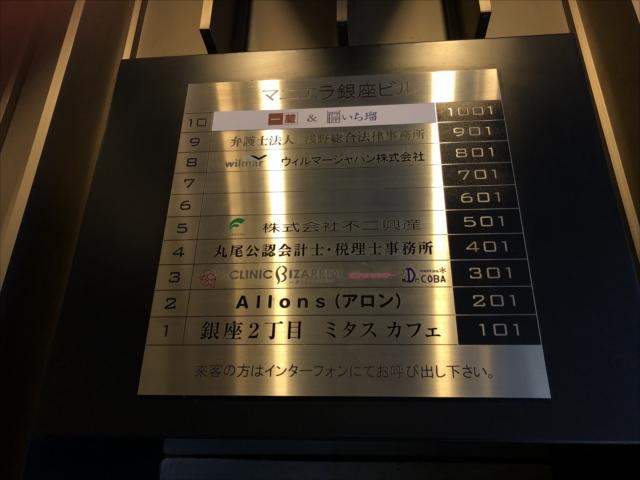 マニエラ銀座ビル
10 一蔵 & いち瑠 1001
9 弁護士法人 浅野総合法律事務所 901
8 wilmar ウィルマージャパン株式会社 801
7 701
6 601
5 株式会社不二興産 501
4 丸尾公認会計士・税理士事務所 401
3 CLINIC BIZARRIA Dr.COBA 301
2 Allons(アロン) 201
1 銀座2丁目 ミタス カフェ 101
来客の方はインターフォンにてお呼び出し下さい。